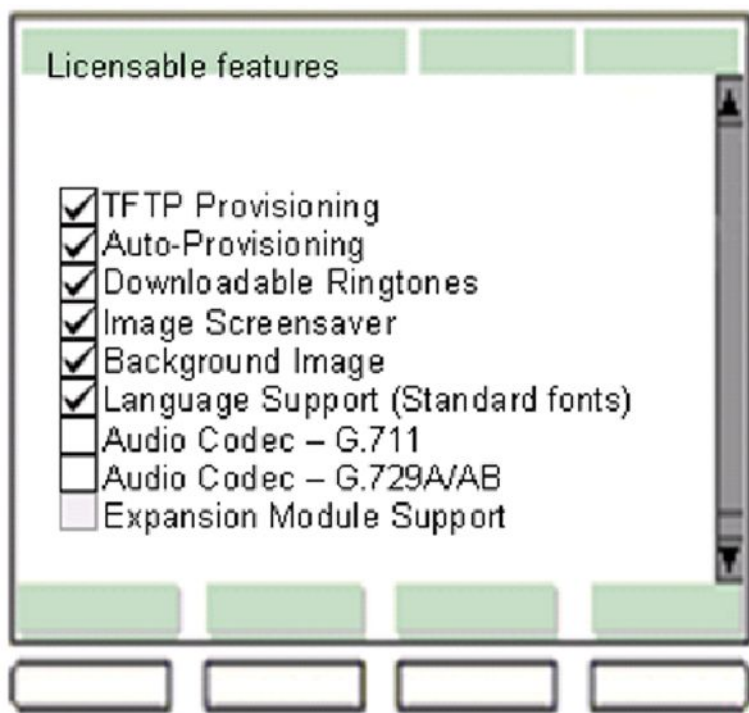 Licensable features
TFTP Provisioning
Auto-Provisioning
Downloadable Ringtones
Image Screensaver
Background Image
Language Support (Standard fonts)
Audio Codec – G.711
Audio Codec – G.729A/AB
Expansion Module Support